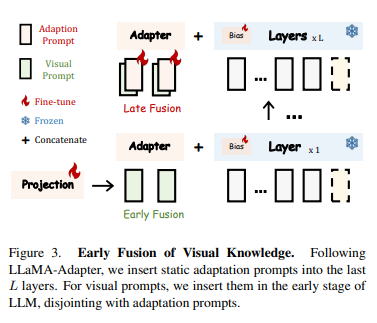 Adaption
Prompt
Visual
Prompt
Fine-tune
Frozen
+ Concatenate
Adapter + Bias Layers x L
...
Late Fusion
...
Adapter + Bias Layer x 1
Projection
...
Early Fusion
Figure 3. Early Fusion of Visual Knowledge. Following
LLaMA-Adapter, we insert static adaptation prompts into the last
L layers. For visual prompts, we insert them in the early stage of
LLM, disjointing with adaptation prompts.